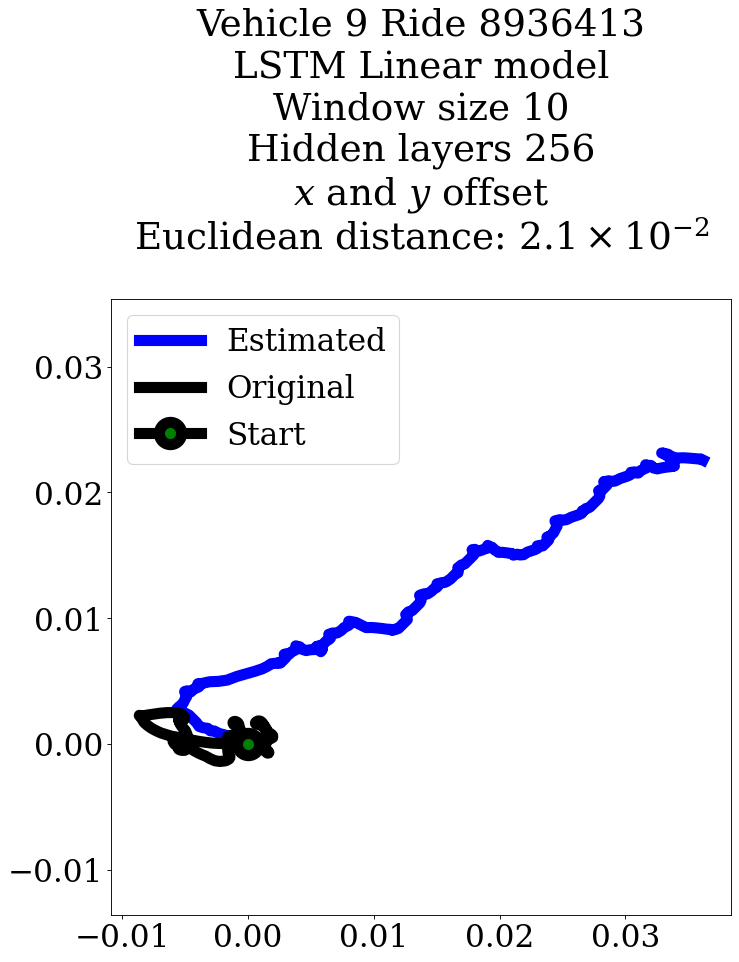 Vehicle 9 Ride 8936413
LSTM Linear model
Window size 10
Hidden layers 256
x and y offset
Euclidean distance: 2.1 × 10⁻²
Estimated
Original
Start
0.03
0.02
0.01
0.00
−0.01
−0.01 0.00 0.01 0.02 0.03